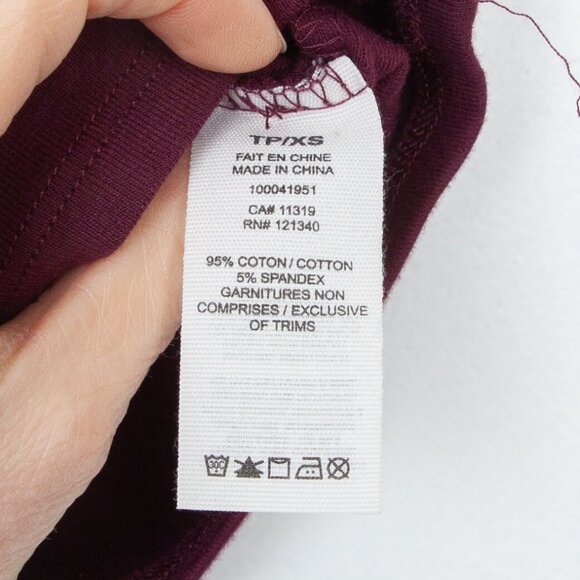 TP/XS
FAIT EN CHINE
MADE IN CHINA
100041951
CA# 11319
RN# 121340
95% COTON / COTTON
5% SPANDEX
GARNITURES NON
COMPRISES / EXCLUSIVE
OF TRIMS
30C